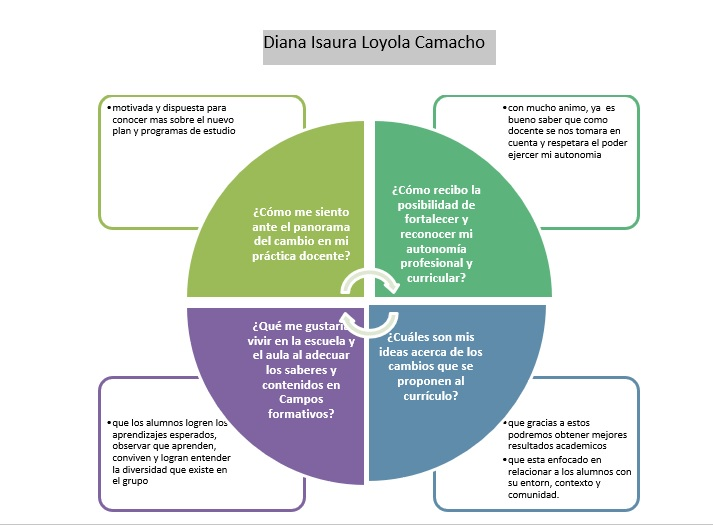 Diana Isaura Loyola Camacho
•motivada y dispuesta para
conocer mas sobre el nuevo
plan y programas de estudio
•con mucho animo, ya es
bueno saber que como
docente se nos tomara en
cuenta y respetara el poder
ejercer mi autonomia
¿Cómo me siento
ante el panorama
del cambio en mi
práctica docente?
¿Cómo recibo la
posibilidad de
fortalecer y
reconocer mi
autonomía
profesional y
curricular?
¿Qué me gustaría
vivir en la escuela y
el aula al adecuar
los saberes y
contenidos en
Campos
formativos?
¿Cuáles son mis
ideas acerca de los
cambios que se
proponen al
currículo?
•que los alumnos logren los
aprendizajes esperados,
observar que aprenden,
conviven y logran entender
la diversidad que existe en
el grupo
•que gracias a estos
podremos obtener mejores
resultados academicos
•que esta enfocado en
relacionar a los alumnos con
su entorn, contexto y
comunidad.